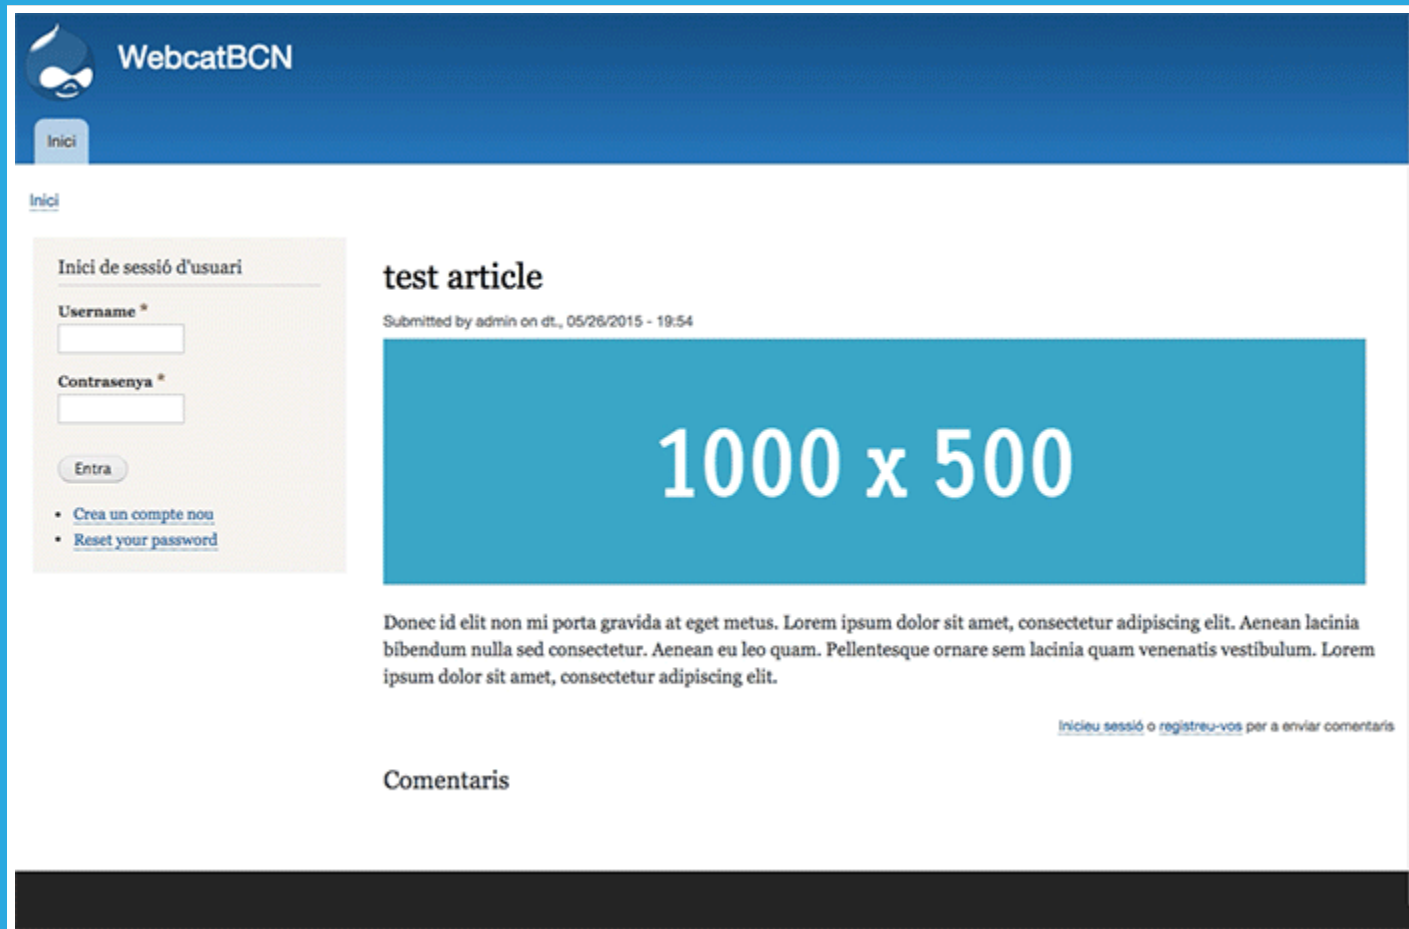 WebcatBCN
Inici
Inici
Inici de sessió d'usuari
Username *
Contrasenya *
Entra
Crea un compte nou
Reset your password
test article
Submitted by admin on dt., 05/26/2015 - 19:54
1000 x 500
Donec id elit non mi porta gravida at eget metus. Lorem ipsum dolor sit amet, consectetur adipiscing elit. Aenean lacinia
bibendum nulla sed consectetur. Aenean eu leo quam. Pellentesque ornare sem lacinia quam venenatis vestibulum. Lorem
ipsum dolor sit amet, consectetur adipiscing elit.
Inicieu sessió o registreu-vos per a enviar comentaris
Comentaris